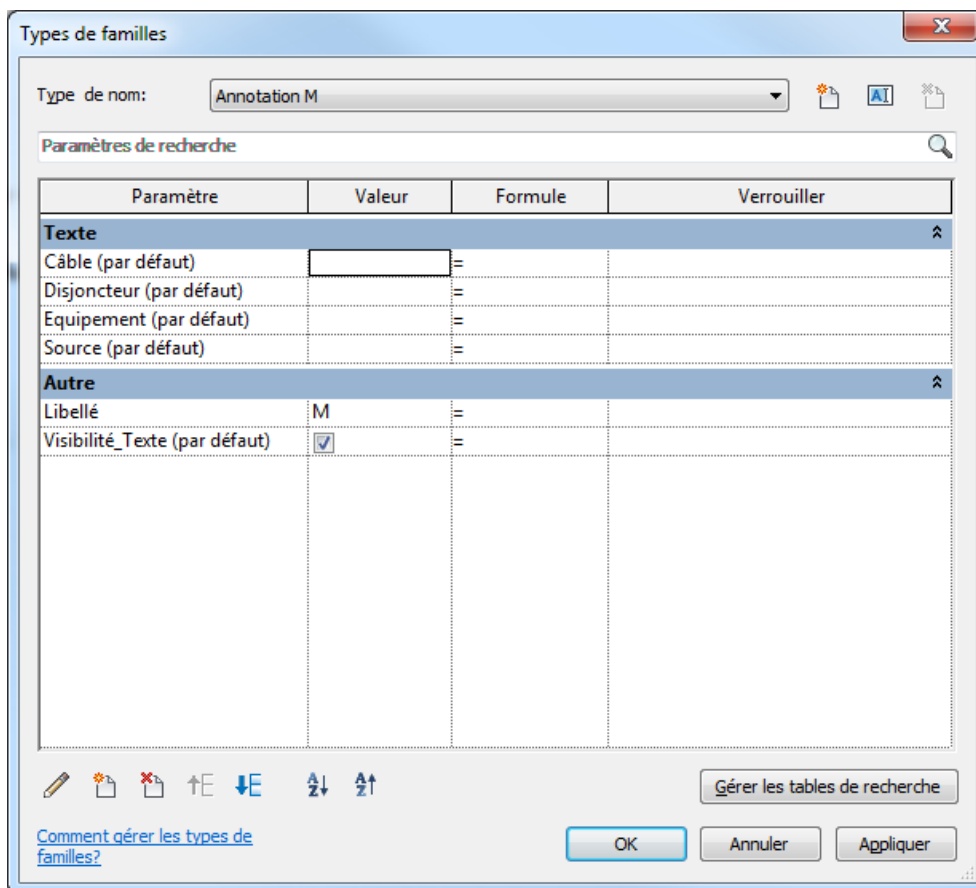 Types de familles
Type de nom: Annotation M
Paramètres de recherche
Paramètre Valeur Formule Verrouiller
Texte
Câble (par défaut) =
Disjoncteur (par défaut) =
Equipement (par défaut) =
Source (par défaut) =
Autre
Libellé M =
Visibilité_Texte (par défaut) =
Gérer les tables de recherche
Comment gérer les types de
familles?
OK Annuler Appliquer